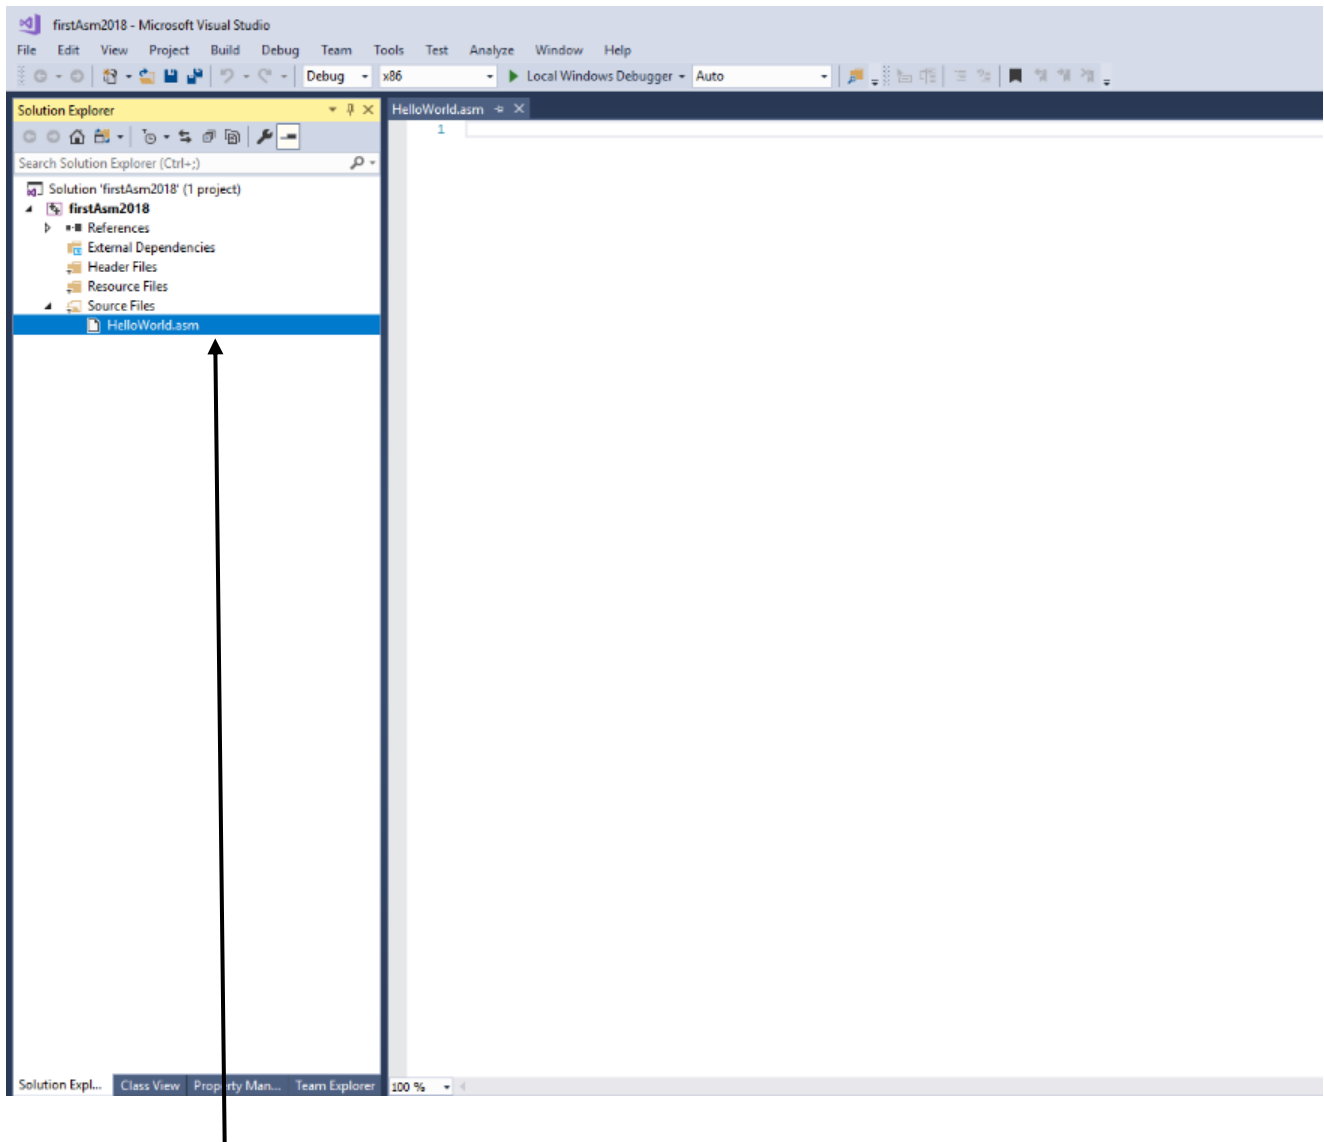 firstAsm2018 - Microsoft Visual Studio
File Edit View Project Build Debug Team Tools Test Analyze Window Help
Debug x86 Local Windows Debugger Auto
Solution Explorer
HelloWorld.asm
1
Search Solution Explorer (Ctrl+;)
Solution 'firstAsm2018' (1 project)
firstAsm2018
References
External Dependencies
Header Files
Resource Files
Source Files
HelloWorld.asm
Solution Expl... Class View Property Man... Team Explorer 100 %